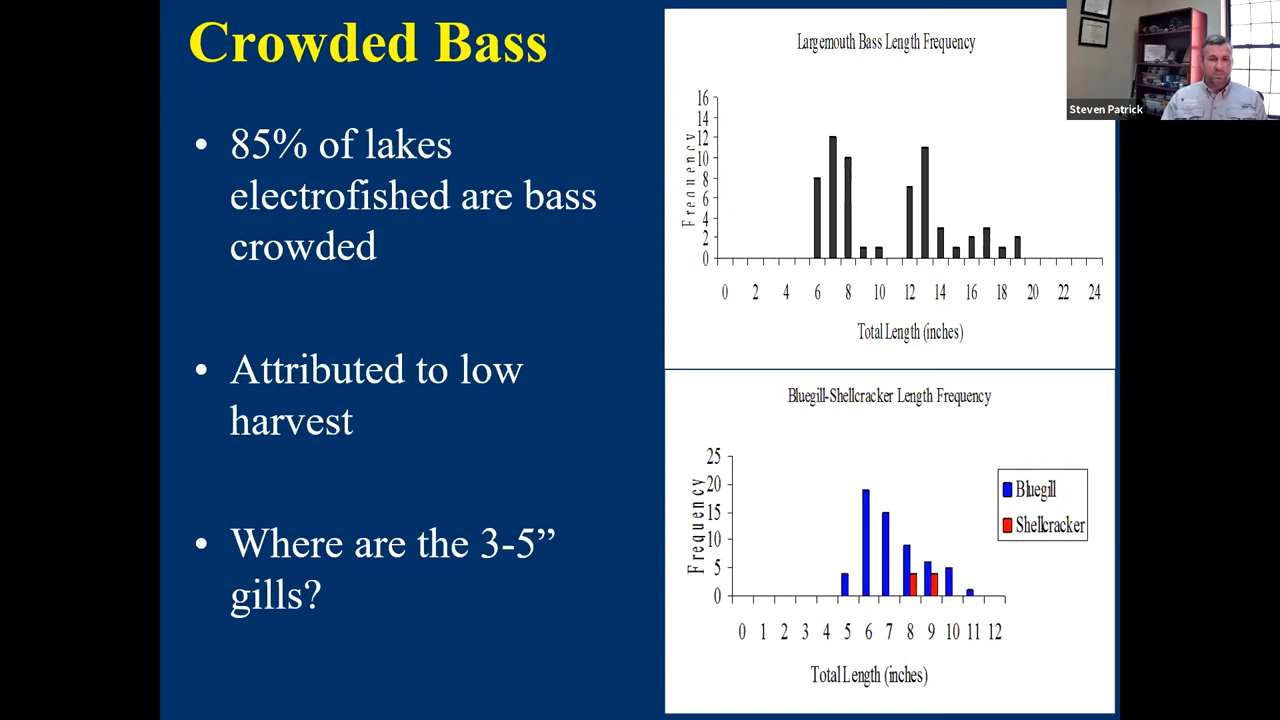 Crowded Bass
• 85% of lakes
electrofished are bass
crowded
• Attributed to low
harvest
• Where are the 3-5”
gills?
Largemouth Bass Length Frequency
Frequency
16
14
12
10
8
6
4
2
0
0 2 4 6 8 10 12 14 16 18 20 22 24
Total Length (inches)
Bluegill-Shellcracker Length Frequency
Frequency
25
20
15
10
5
0
0 1 2 3 4 5 6 7 8 9 10 11 12
Total Length (inches)
Bluegill
Shellcracker
Steven Patrick